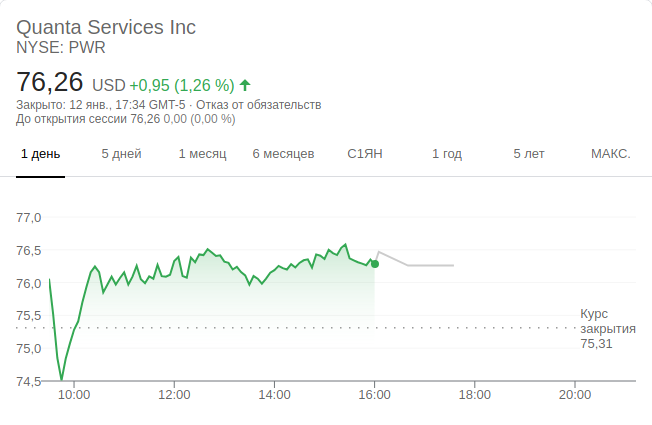 Quanta Services Inc
NYSE: PWR
76,26 USD +0,95 (1,26 %)
Закрыто: 12 янв., 17:34 GMT-5 · Отказ от обязательств
До открытия сессии 76,26 0,00 (0,00 %)
1 день 5 дней 1 месяц 6 месяцев С1ЯН 1 год 5 лет МАКС.
77,0
76,5
76,0
75,5
75,0
74,5
Курс
закрытия
75,31
10:00 12:00 14:00 16:00 18:00 20:00